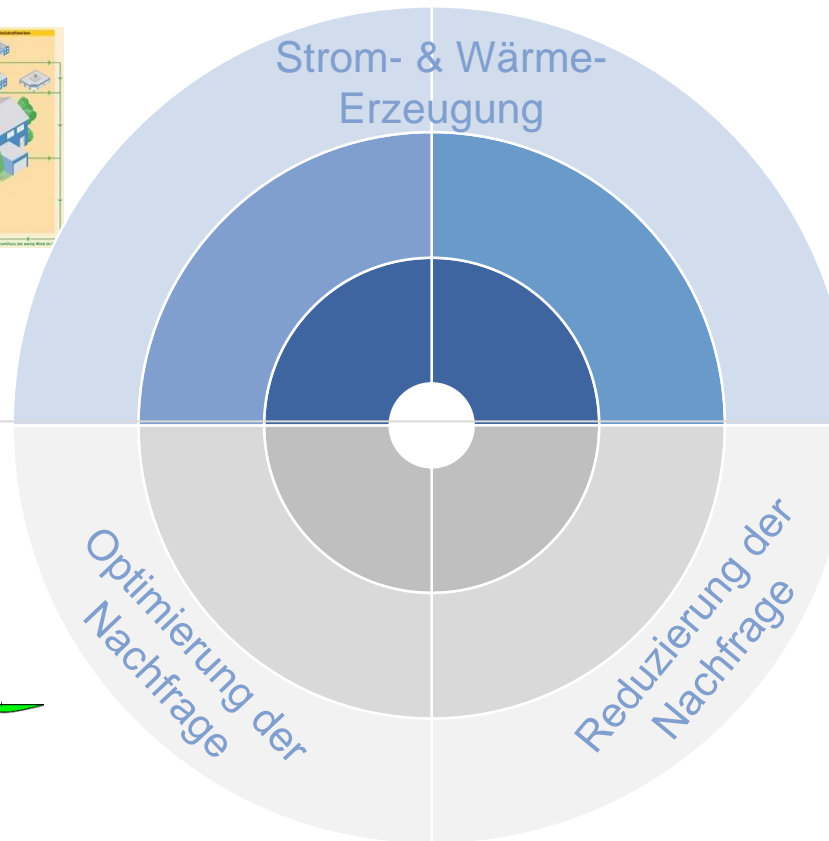 Strom- & Wärme-
Erzeugung
Optimierung der
Nachfrage
Reduzierung der
Nachfrage